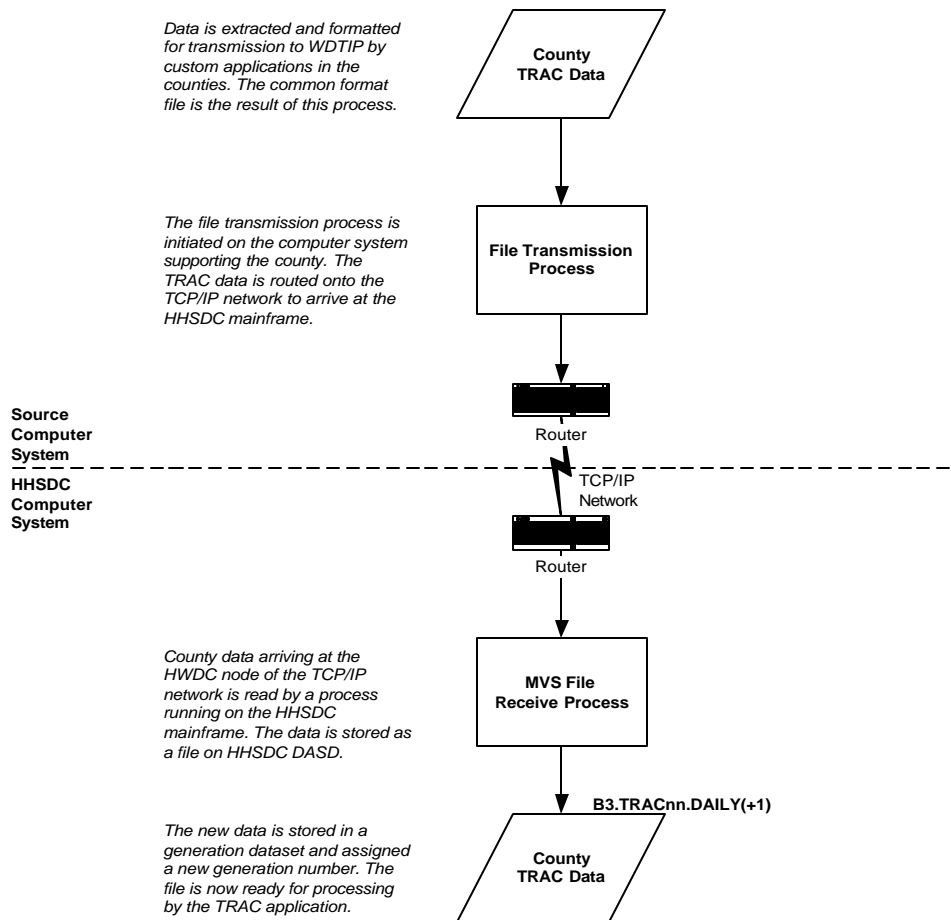 Data is extracted and formatted
for transmission to WDTIP by
custom applications in the
counties. The common format
file is the result of this process.
County
TRAC Data
The file transmission process is
initiated on the computer system
supporting the county. The
TRAC data is routed onto the
TCP/IP network to arrive at the
HHSDC mainframe.
File Transmission
Process
Router
Source
Computer
System
HHSDC
Computer
System
TCP/IP
Network
Router
County data arriving at the
HWDC node of the TCP/IP
network is read by a process
running on the HHSDC
mainframe. The data is stored as
a file on HHSDC DASD.
MVS File
Receive Process
B3.TRACnn.DAILY(+1)
The new data is stored in a
generation dataset and assigned
a new generation number. The
file is now ready for processing
by the TRAC application.
County
TRAC Data